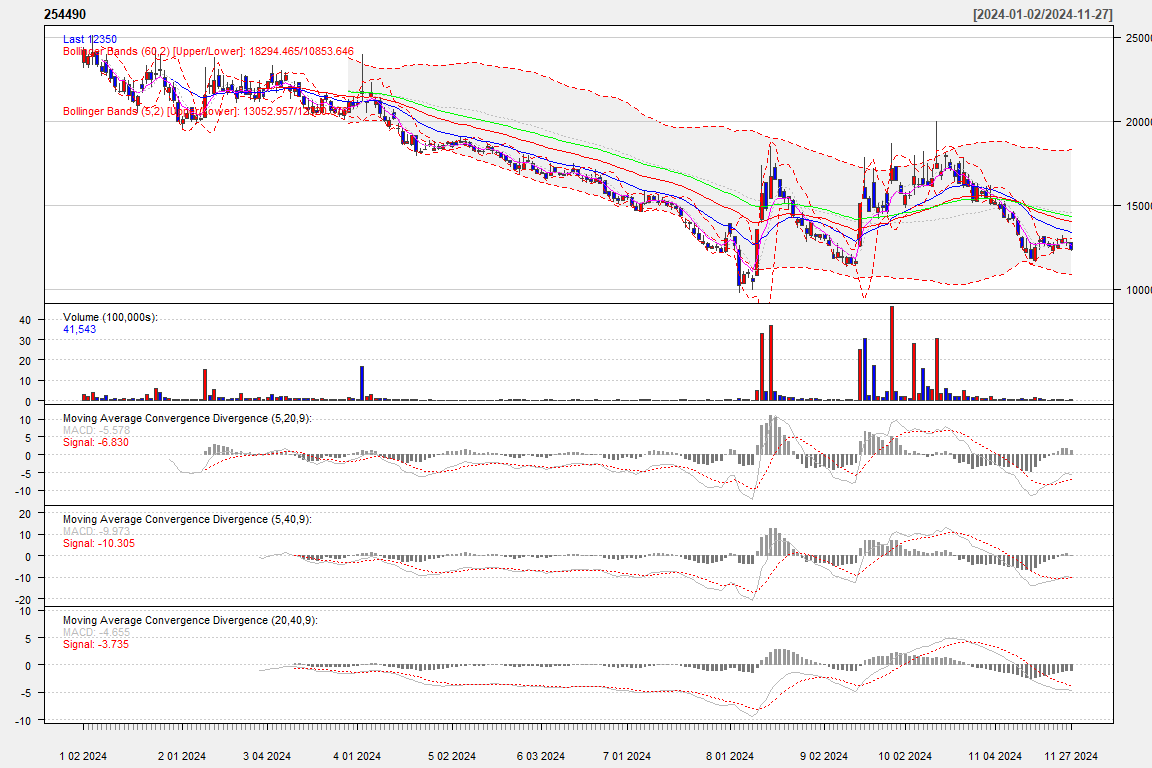 254490 [2024-01-02/2024-11-27]
Last 12350
Bollinger Bands (60,2) [Upper/Lower]: 18294.465/10853.646
Bollinger Bands (5,2) [Upper/Lower]: 13052.957/
25000
20000
15000
10000
Volume (100,000s):
41,543
40
30
20
10
0
Moving Average Convergence Divergence (5,20,9):
MACD: -5.578
Signal: -6.830
10
5
0
-5
-10
Moving Average Convergence Divergence (5,40,9):
MACD: -9.973
Signal: -10.305
20
10
0
-10
-20
Moving Average Convergence Divergence (20,40,9):
MACD: -4.655
Signal: -3.735
10
5
0
-5
-10
1 02 2024 2 01 2024 3 04 2024 4 01 2024 5 02 2024 6 03 2024 7 01 2024 8 01 2024 9 02 2024 10 02 2024 11 04 2024 11 27 2024